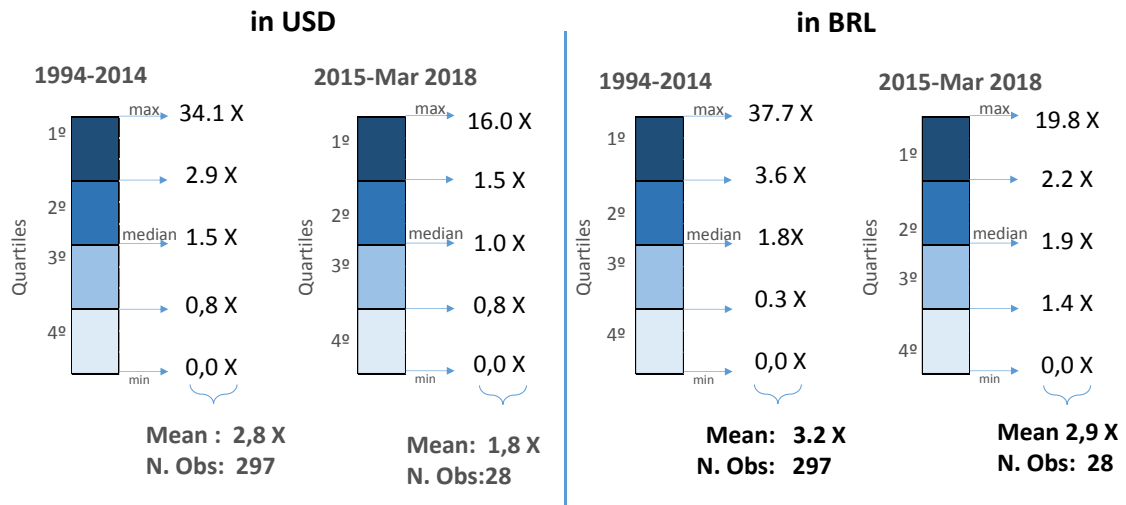 in USD
1994-2014
Quartiles
1º
2º
3º
4º
max
median
min
34.1 X
2.9 X
1.5 X
0,8 X
0,0 X
Mean : 2,8 X
N. Obs: 297
2015-Mar 2018
Quartiles
1º
2º
3º
4º
max
median
min
16.0 X
1.5 X
1.0 X
0,8 X
0,0 X
Mean: 1,8 X
N. Obs:28
in BRL
1994-2014
Quartiles
1º
2º
3º
4º
max
median
min
37.7 X
3.6 X
1.8X
0.3 X
0,0 X
Mean: 3.2 X
N. Obs: 297
2015-Mar 2018
Quartiles
1º
2º
3º
4º
max
median
min
19.8 X
2.2 X
1.9 X
1.4 X
0,0 X
Mean 2,9 X
N. Obs: 28